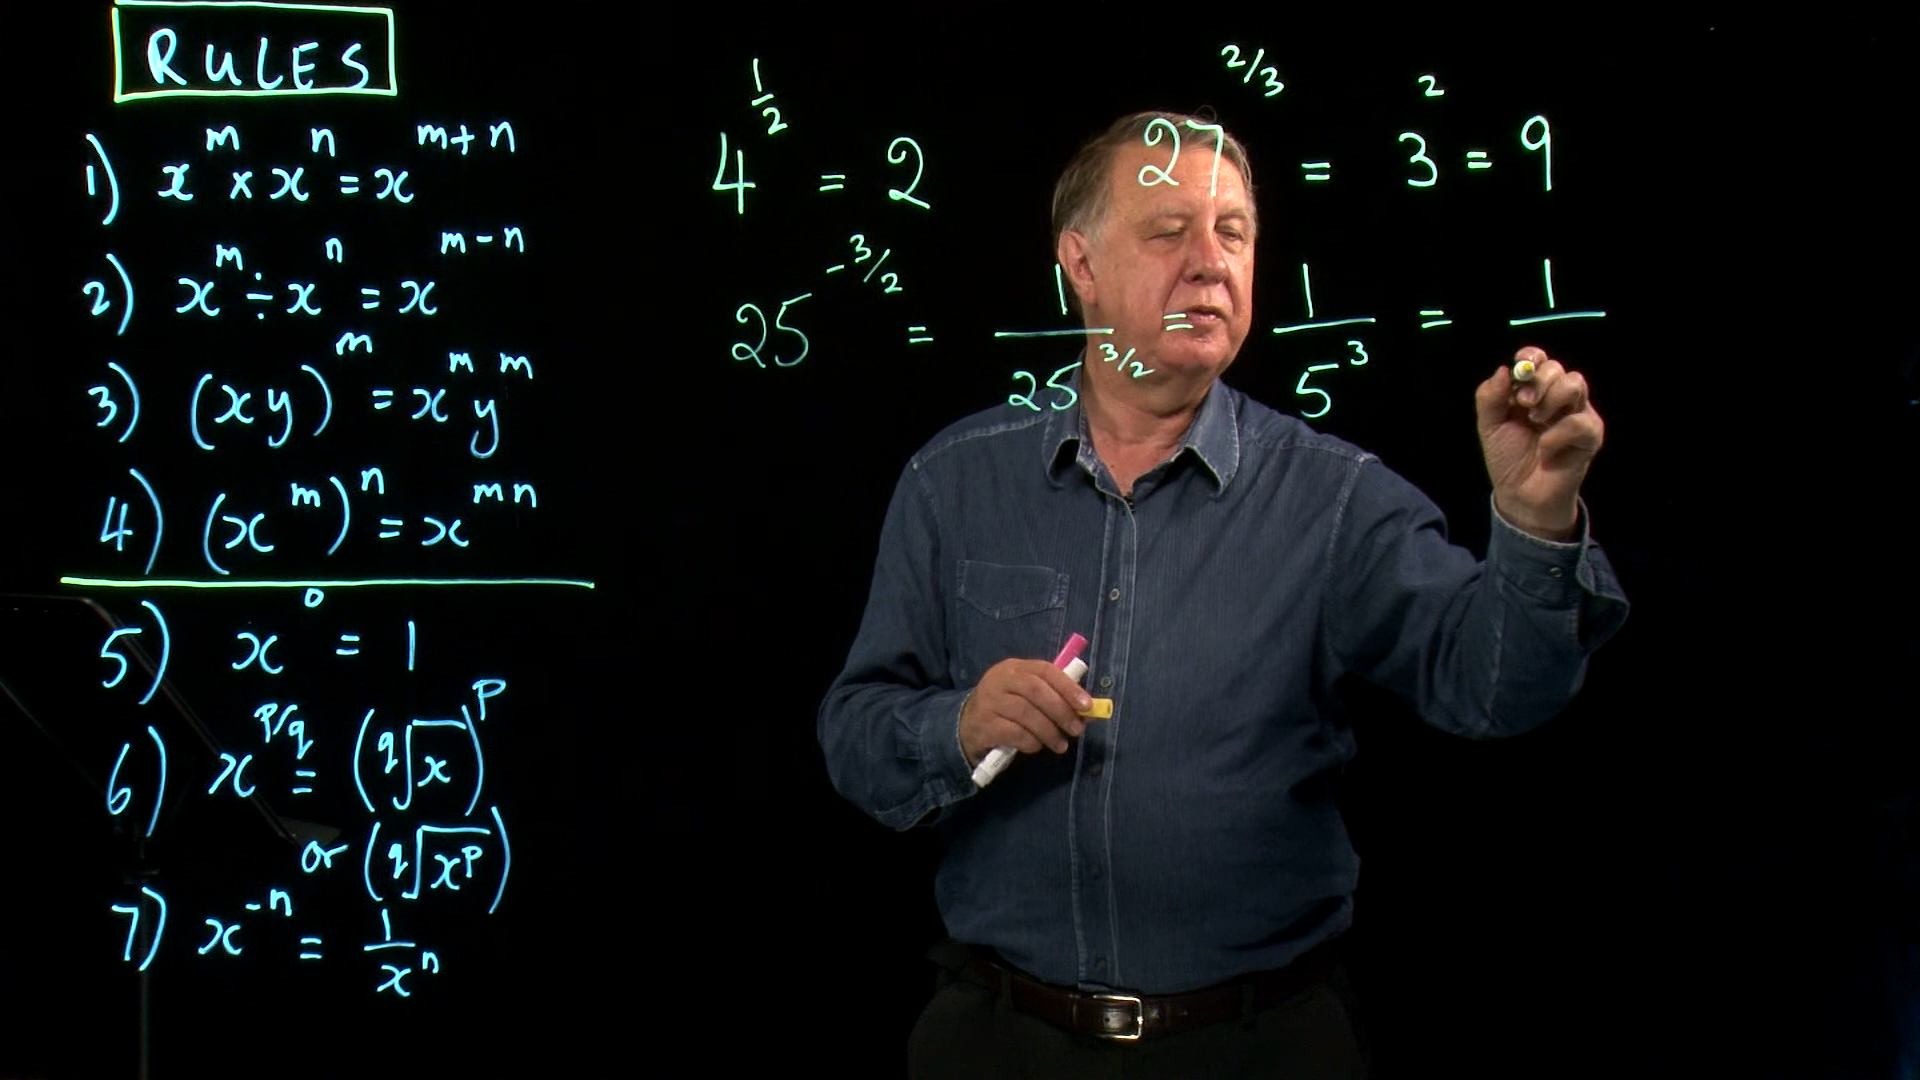 RULES
1) x^m × x^n = x^{m+n}
2) x^m ÷ x^n = x^{m-n}
3) (xy)^m = x^m y^m
4) (x^m)^n = x^{mn}
5) x^0 = 1
6) x^{p/q} = (q√x)^p
or (q√x^p)
7) x^{-n} = 1/x^n
4^{1/2} = 2
27^{2/3} = 3^2 = 9
25^{-3/2} = 1/25^{3/2} = 1/5^3 = 1/